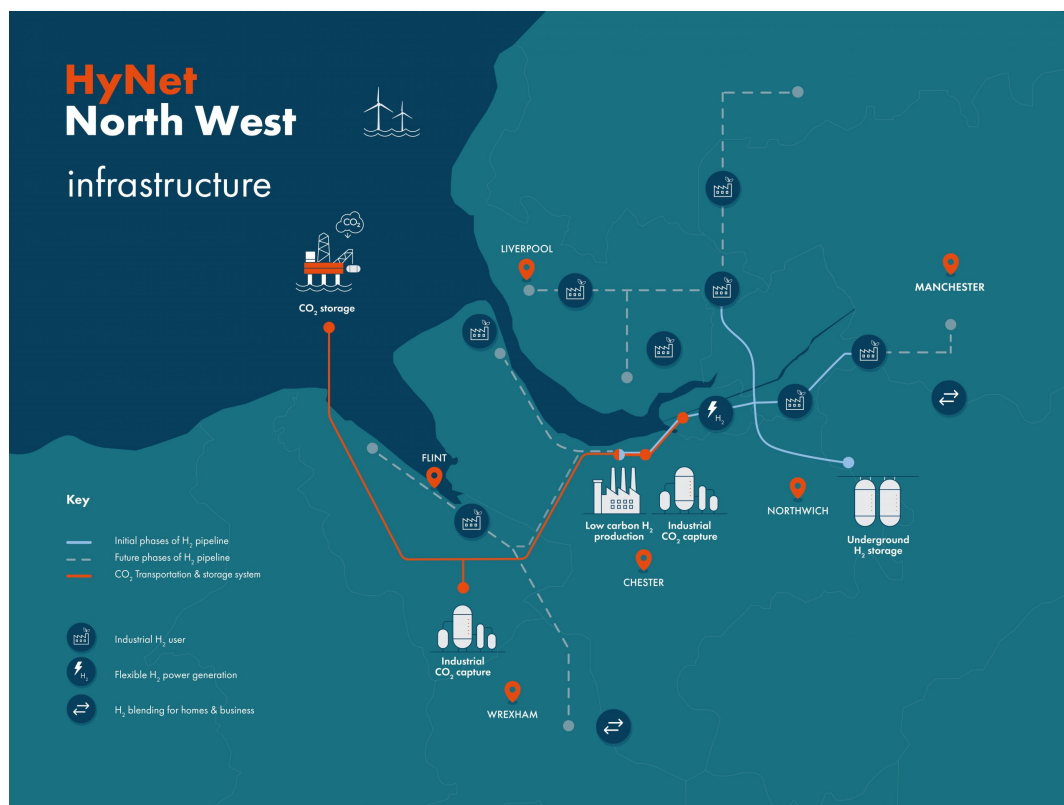 HyNet
North West
infrastructure
CO₂
CO₂ storage
LIVERPOOL
MANCHESTER
FLINT
H₂
Low carbon H₂
production
Industrial
CO₂ capture
NORTHWICH
Underground
H₂ storage
CHESTER
Industrial
CO₂ capture
WREXHAM
Key
Initial phases of H₂ pipeline
Future phases of H₂ pipeline
CO₂ Transportation & storage system
Industrial H₂ user
H₂
Flexible H₂ power generation
H₂ blending for homes & business